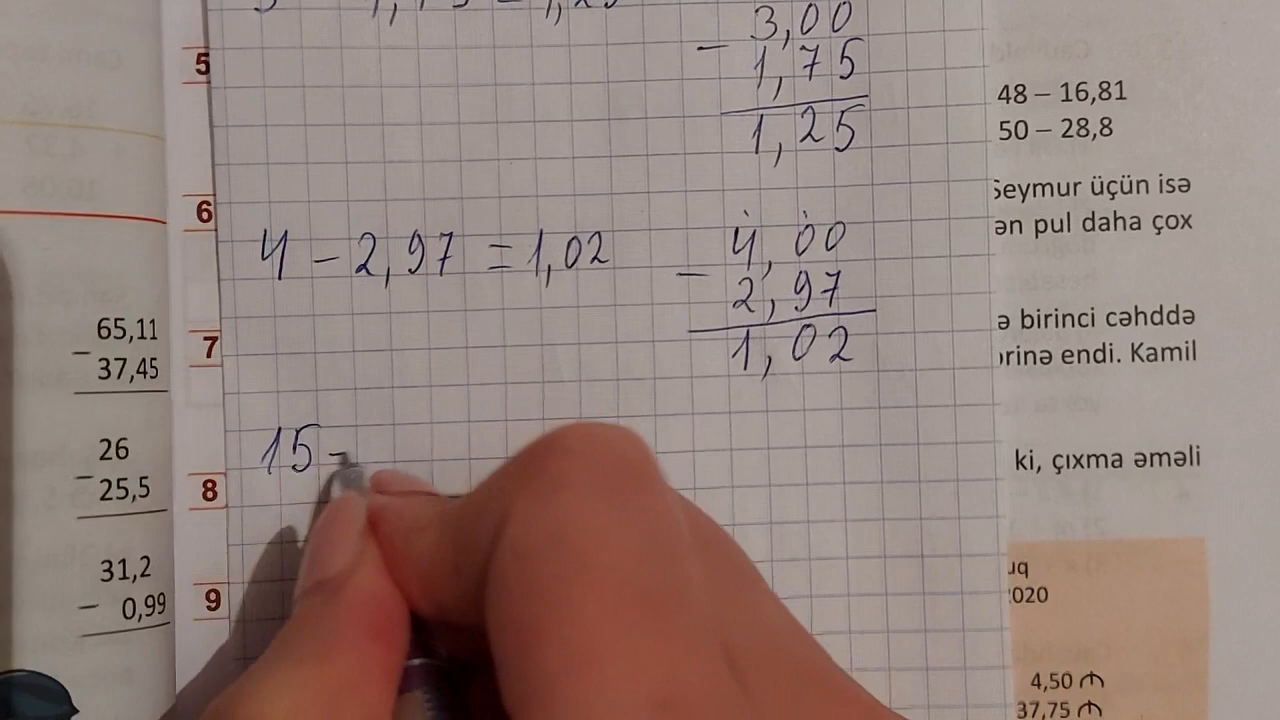 3,00
5
− 1,75
48 – 16,81
1,25
50 – 28,8
Seymur üçün isə
6
ən pul daha çox
4 − 2,97 = 1,02
4,00
− 2,97
65,11
ə birinci cəhddə
− 37,45
7
1,02
rinə endi. Kamil
26
15 −
ki, çıxma əməli
− 25,5
8
31,2
uq
− 0,99
9
2020
4,50 ₼
37,75 ₼